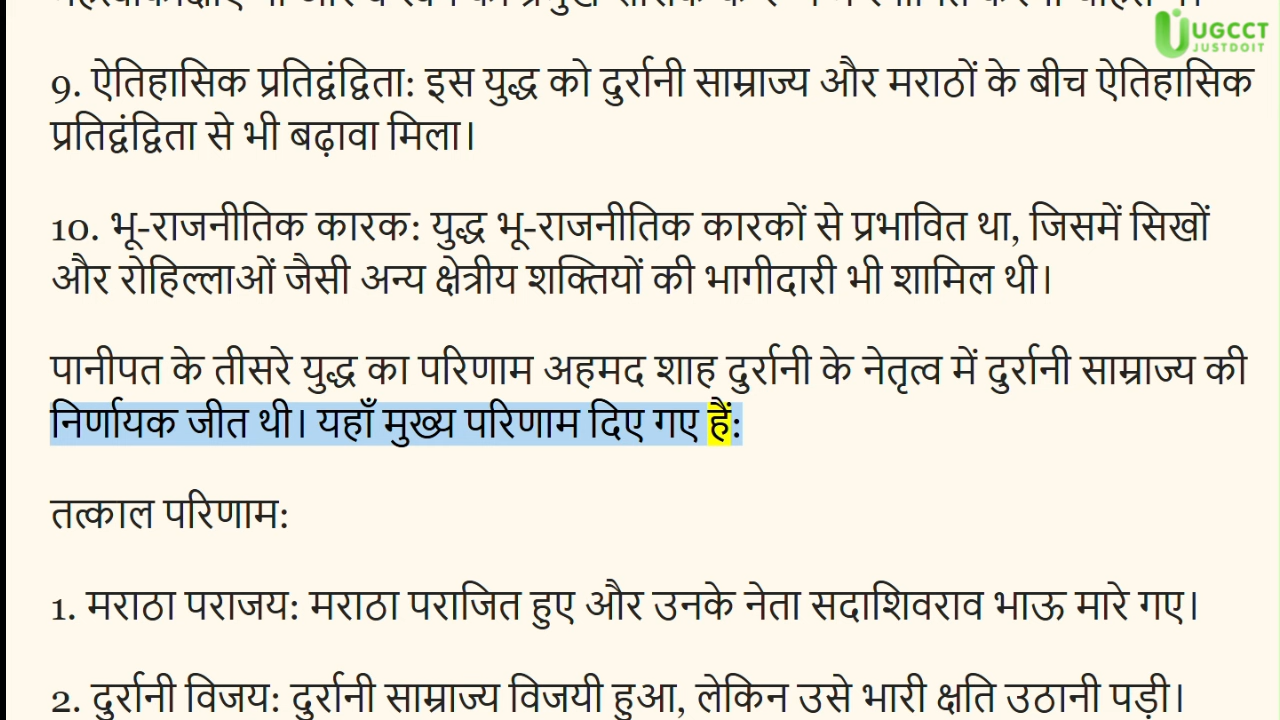 UGCCT
JUSTDOIT
9. ऐतिहासिक प्रतिद्वंद्विता: इस युद्ध को दुर्रानी साम्राज्य और मराठों के बीच ऐतिहासिक
प्रतिद्वंद्विता से भी बढ़ावा मिला।
10. भू-राजनीतिक कारक: युद्ध भू-राजनीतिक कारकों से प्रभावित था, जिसमें सिखों
और रोहिल्लाओं जैसी अन्य क्षेत्रीय शक्तियों की भागीदारी भी शामिल थी।
पानीपत के तीसरे युद्ध का परिणाम अहमद शाह दुर्रानी के नेतृत्व में दुर्रानी साम्राज्य की
निर्णायक जीत थी। यहाँ मुख्य परिणाम दिए गए हैं:
तत्काल परिणाम:
1. मराठा पराजय: मराठा पराजित हुए और उनके नेता सदाशिवराव भाऊ मारे गए।
2. दुर्रानी विजय: दुर्रानी साम्राज्य विजयी हुआ, लेकिन उसे भारी क्षति उठानी पड़ी।